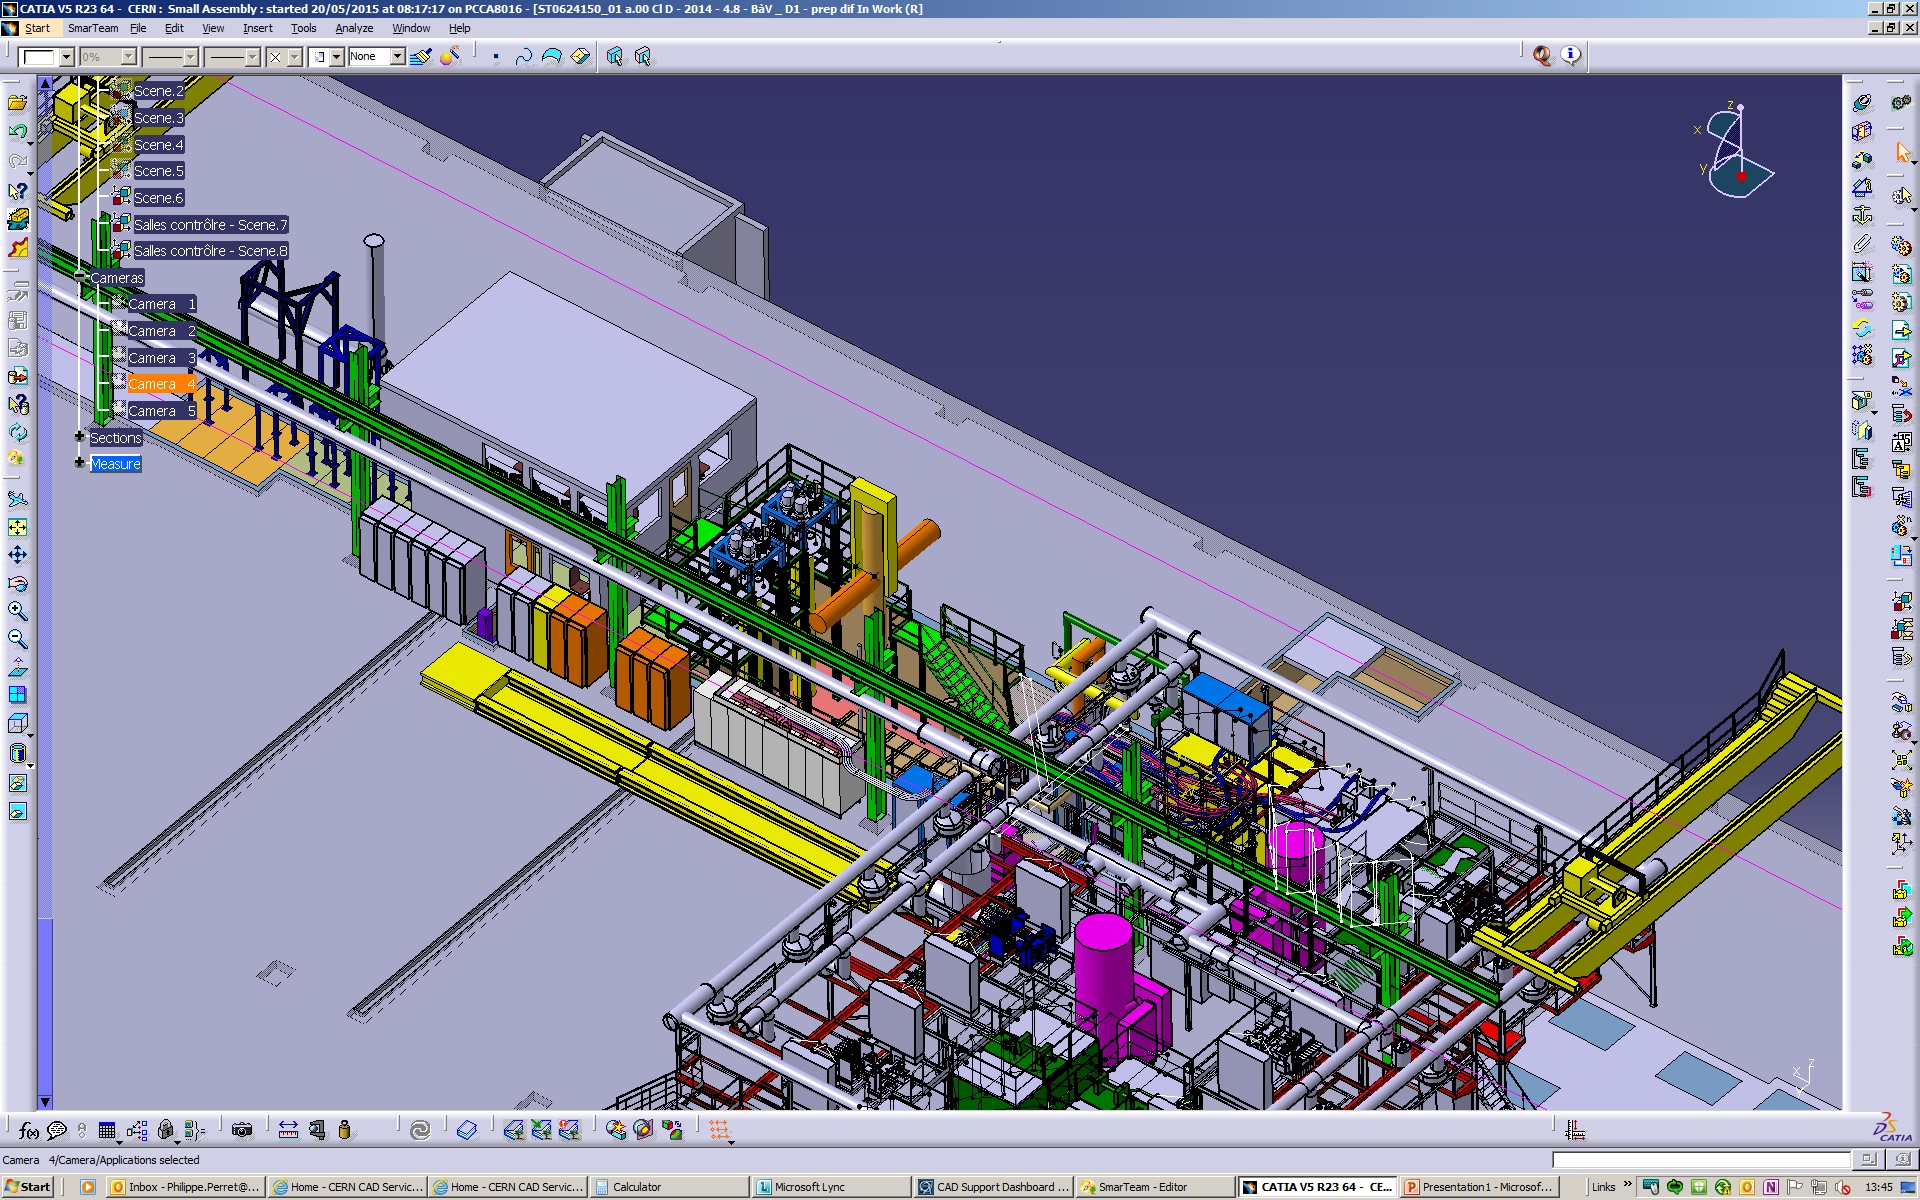 CATIA V5 R23 64 - CERN : Small Assembly : started 20/05/2015 at 08:17:17 on PCCA8016 - [ST0624150_01 a.00 Cl D - 2014 - 4.8 - BàV _ D1 - prep dif In Work (R]
Start SmarTeam File Edit View Insert Tools Analyze Window Help
0% None
Scene.2
Scene.3
Scene.4
Scene.5
Scene.6
Salles contrôlre - Scene.7
Salles contrôlre - Scene.8
Cameras
Camera 1
Camera 2
Camera 3
Camera 4
Camera 5
Sections
Measure
z
x
y
z
x
y
f(x)
CATIA
Camera 4/Camera/Applications selected
Start Inbox - Philippe.Perret@... Home - CERN CAD Servic... Home - CERN CAD Servic... Calculator Microsoft Lync CAD Support Dashboard ... SmarTeam - Editor CATIA V5 R23 64 - CE... Presentation1 - Microsof... Links » 13:45